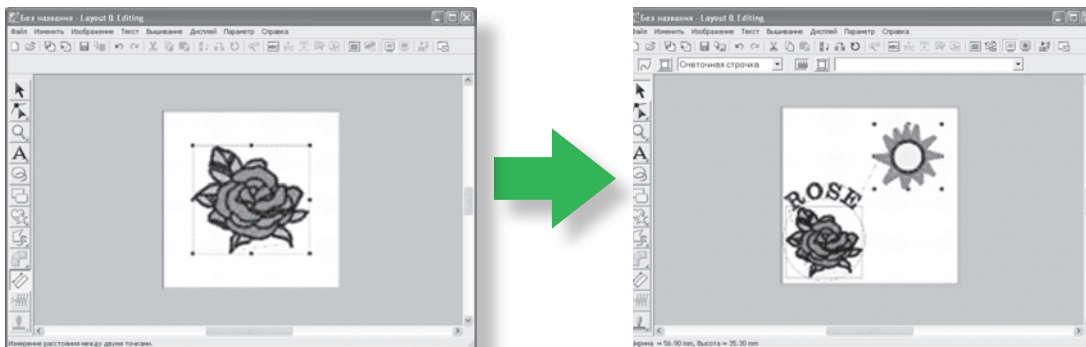 Без названия - Layout & Editing
Файл Изменить Изображение Текст Вышивание Дисплей Параметр Справка
A
Измерение расстояния между двумя точками.
Без названия - Layout & Editing
Файл Изменить Изображение Текст Вышивание Дисплей Параметр Справка
Сметочная строчка
A
ROSE
Ширина = 56.90 mm, Высота = 35.30 mm